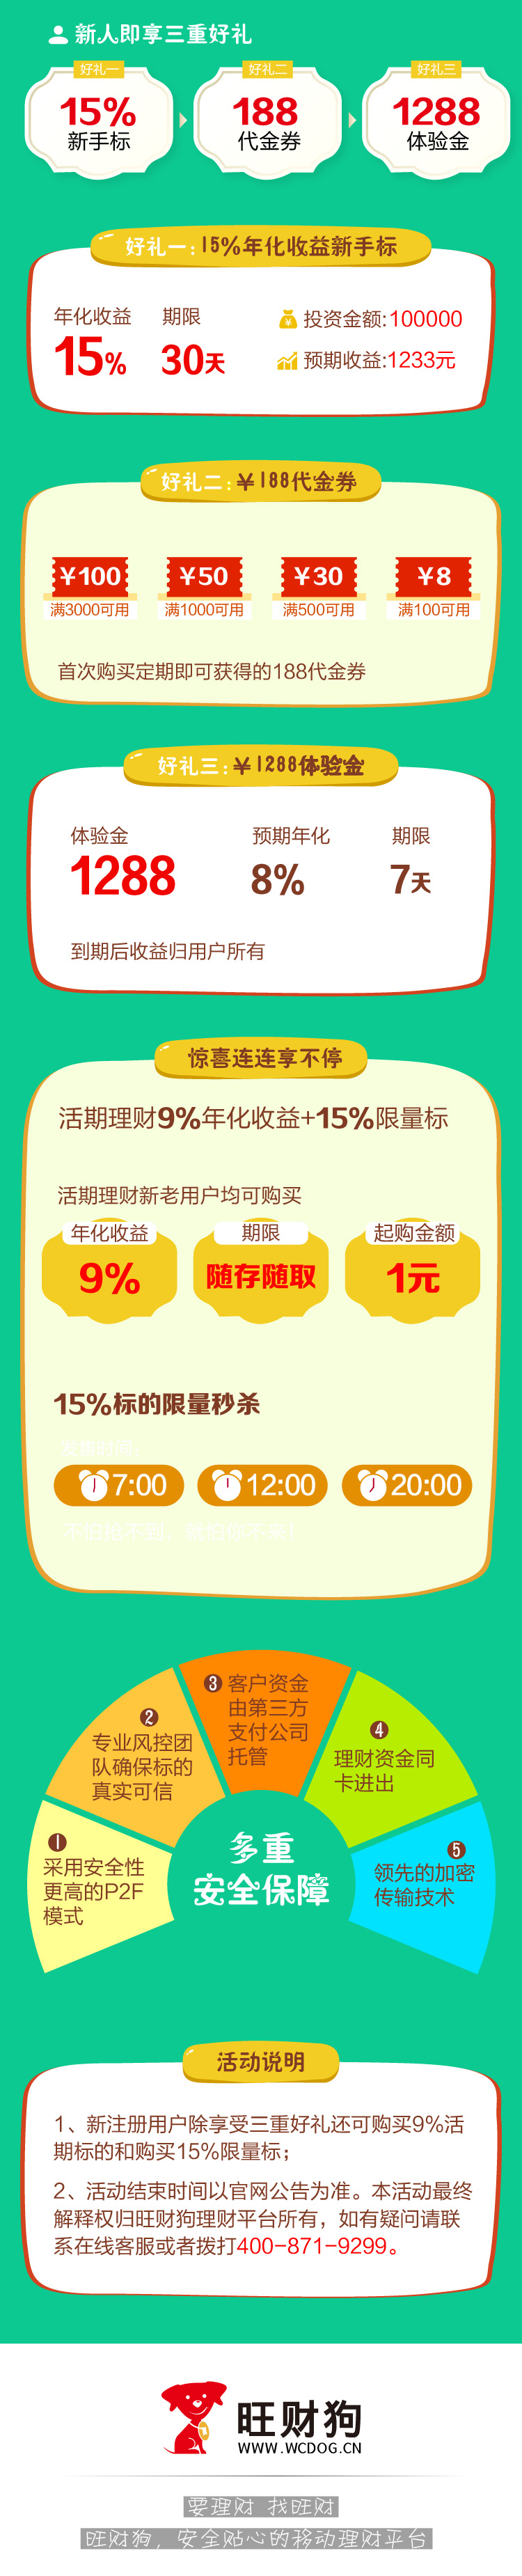 新人即享三重好礼
好礼一 好礼二 好礼三
15% 188 1288
新手标 代金券 体验金
好礼一:15%年化收益新手标
年化收益 期限
15% 30天
投资金额:100000
预期收益:1233元
好礼二:￥188代金券
￥100 ￥50 ￥30 ￥8
满3000可用 满1000可用 满500可用 满100可用
首次购买定期即可获得的188代金券
好礼三:￥1288体验金
体验金 预期年化 期限
1288 8% 7天
到期后收益归用户所有
惊喜连连享不停
活期理财9%年化收益+15%限量标
活期理财新老用户均可购买
年化收益 期限 起购金额
9% 随存随取 1元
15%标的限量秒杀
发售时间:
7:00 12:00 20:00
不怕抢不到，就怕你不来!
1
采用安全性
更高的P2F
模式
2
专业风控团
队确保标的
真实可信
3 客户资金
由第三方
支付公司
托管
4
理财资金同
卡进出
5
领先的加密
传输技术
多重
安全保障
活动说明
1、新注册用户除享受三重好礼还可购买9%活
期标的和购买15%限量标；
2、活动结束时间以官网公告为准。本活动最终
解释权归旺财狗理财平台所有，如有疑问请联
系在线客服或者拨打400-871-9299。
旺财狗
WWW.WCDOG.CN
要理财 找旺财
旺财狗，安全贴心的移动理财平台